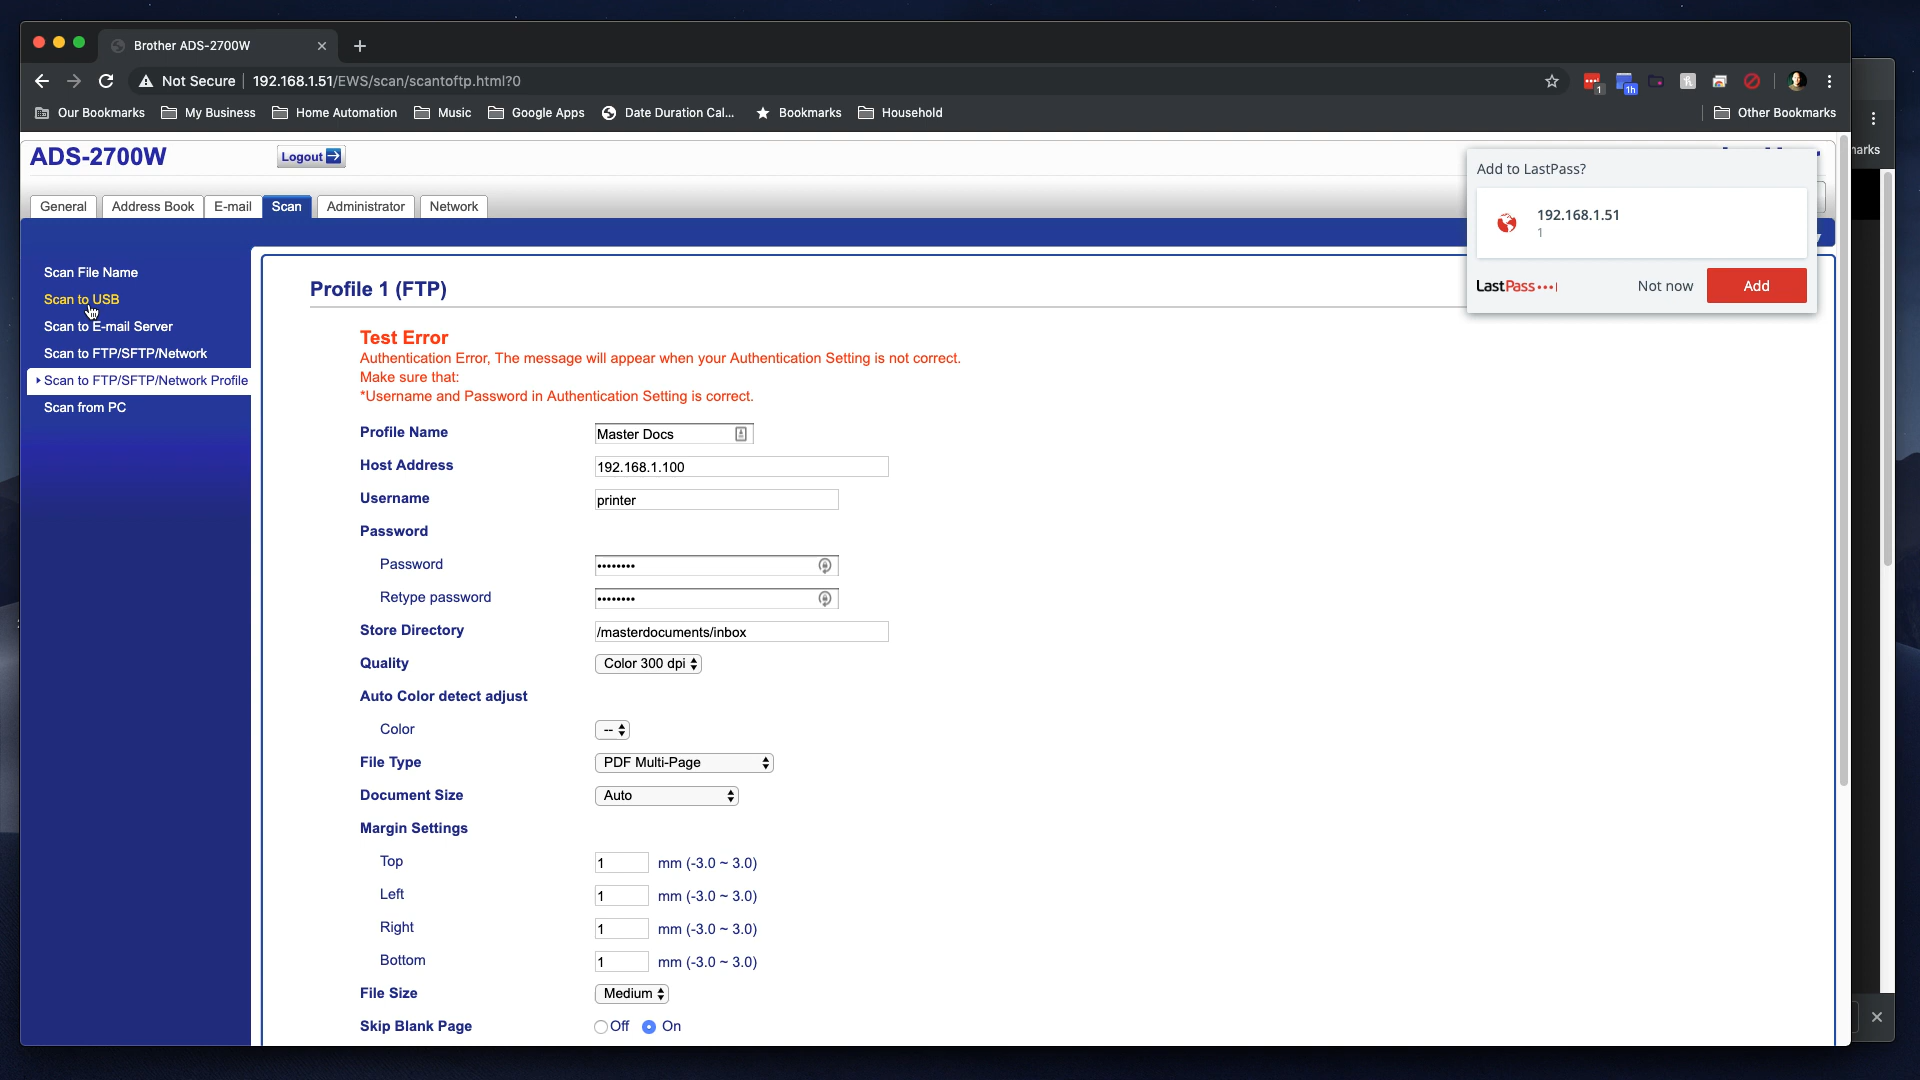 Brother ADS-2700W
Not Secure
192.168.1.51/EWS/scan/scantoftp.html?0
1
1h
Our Bookmarks
My Business
Home Automation
Music
Google Apps
Date Duration Cal...
Bookmarks
Household
Other Bookmarks
ADS-2700W
Logout
General
Address Book
E-mail
Scan
Administrator
Network
Add to LastPass?
192.168.1.51
1
LastPass
Not now
Add
Scan File Name
Scan to USB
Scan to E-mail Server
Scan to FTP/SFTP/Network
Scan to FTP/SFTP/Network Profile
Scan from PC
Profile 1 (FTP)
Test Error
Authentication Error, The message will appear when your Authentication Setting is not correct.
Make sure that:
*Username and Password in Authentication Setting is correct.
Profile Name
Master Docs
Host Address
192.168.1.100
Username
printer
Password
Password
••••••••
Retype password
••••••••
Store Directory
/masterdocuments/inbox
Quality
Color 300 dpi
Auto Color detect adjust
Color
--
File Type
PDF Multi-Page
Document Size
Auto
Margin Settings
Top
1
mm (-3.0 ~ 3.0)
Left
1
mm (-3.0 ~ 3.0)
Right
1
mm (-3.0 ~ 3.0)
Bottom
1
mm (-3.0 ~ 3.0)
File Size
Medium
Skip Blank Page
Off
On